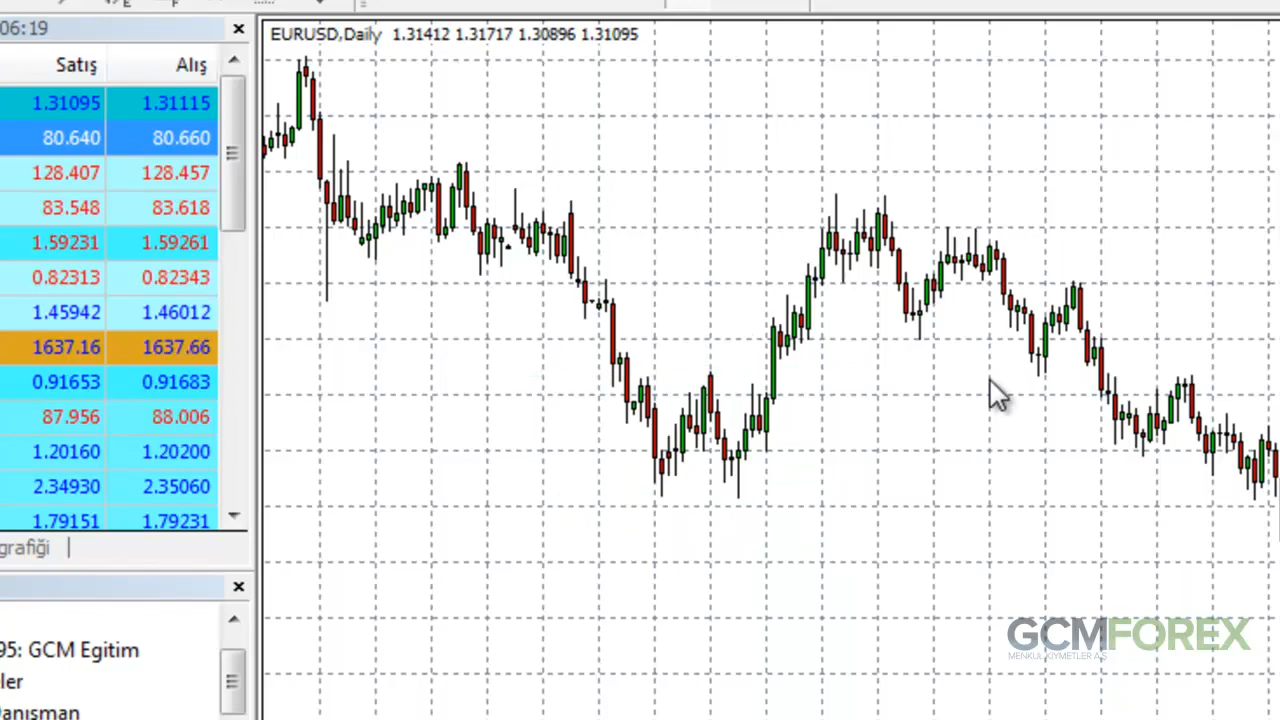 06:19
Satış Alış
1.31095 1.31115
80.640 80.660
128.407 128.457
83.548 83.618
1.59231 1.59261
0.82313 0.82343
1.45942 1.46012
1637.16 1637.66
0.91653 0.91683
87.956 88.006
1.20160 1.20200
2.34930 2.35060
1.79151 1.79231
grafiği
95: GCM Egitim
ler
Danışman
EURUSD,Daily 1.31412 1.31717 1.30896 1.31095
GCMFOREX
MENKUL KIYMETLER A.Ş.